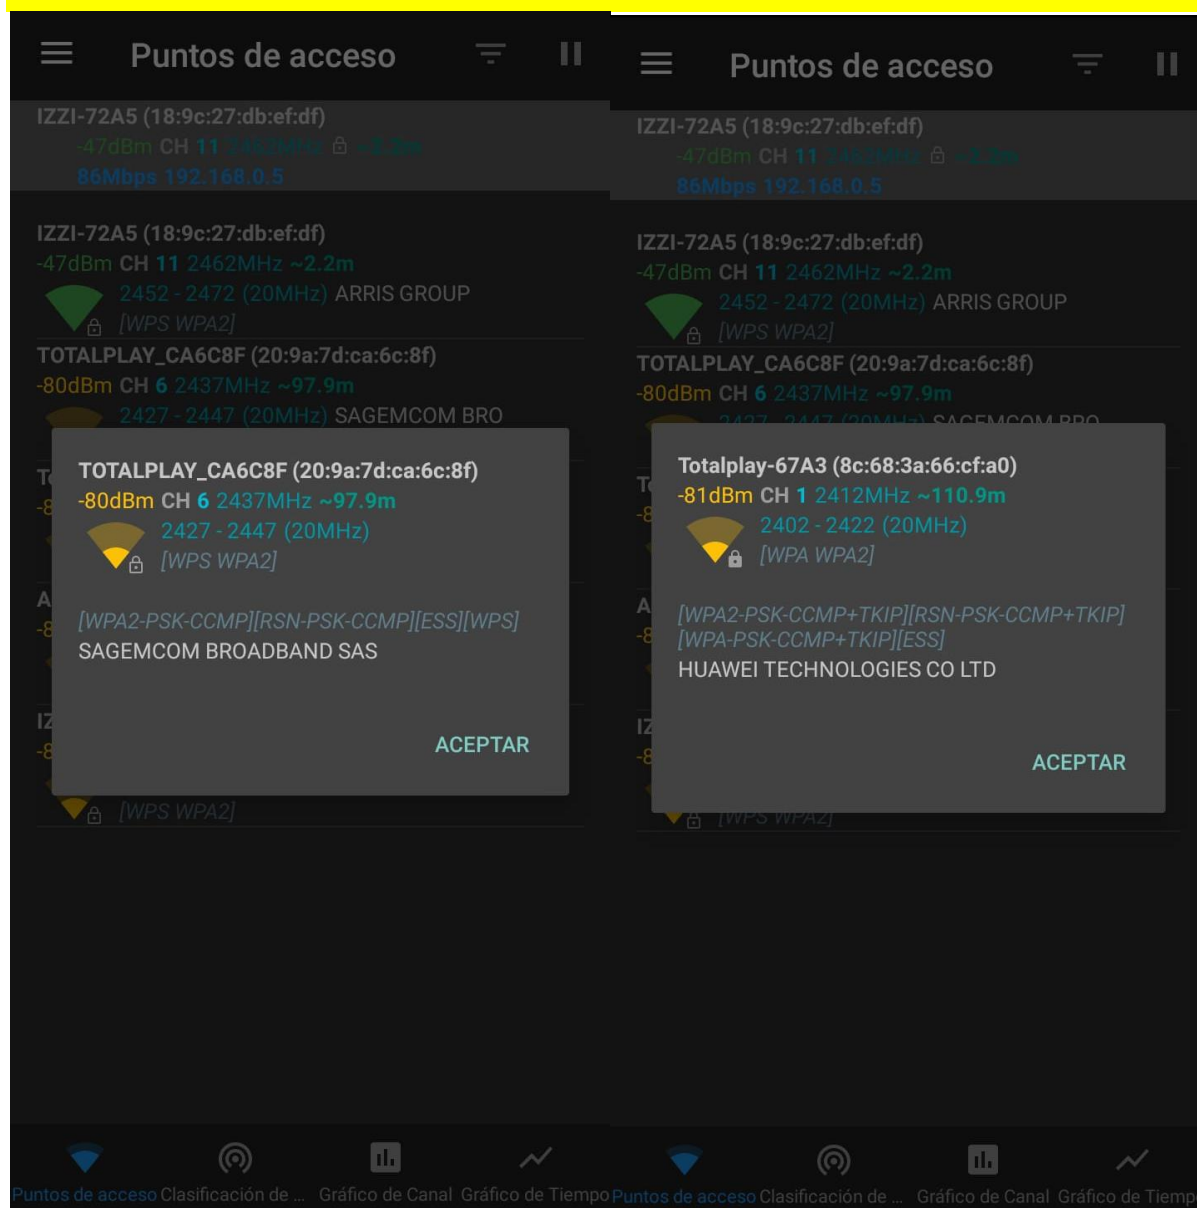 Puntos de acceso
IZZI-72A5 (18:9c:27:db:ef:df)
-47dBm CH 11 2462MHz ~2.2m
86Mbps 192.168.0.5
IZZI-72A5 (18:9c:27:db:ef:df)
-47dBm CH 11 2462MHz ~2.2m
2452 - 2472 (20MHz) ARRIS GROUP
[WPS WPA2]
TOTALPLAY_CA6C8F (20:9a:7d:ca:6c:8f)
-80dBm CH 6 2437MHz ~97.9m
2427 - 2447 (20MHz) SAGEMCOM BRO
TOTALPLAY_CA6C8F (20:9a:7d:ca:6c:8f)
-80dBm CH 6 2437MHz ~97.9m
2427 - 2447 (20MHz)
[WPS WPA2]
[WPA2-PSK-CCMP][RSN-PSK-CCMP][ESS][WPS]
SAGEMCOM BROADBAND SAS
ACEPTAR
[WPS WPA2]
Puntos de acceso Clasificación de ... Gráfico de Canal Gráfico de Tiempo
Puntos de acceso
IZZI-72A5 (18:9c:27:db:ef:df)
-47dBm CH 11 2462MHz ~2.2m
86Mbps 192.168.0.5
IZZI-72A5 (18:9c:27:db:ef:df)
-47dBm CH 11 2462MHz ~2.2m
2452 - 2472 (20MHz) ARRIS GROUP
[WPS WPA2]
TOTALPLAY_CA6C8F (20:9a:7d:ca:6c:8f)
-80dBm CH 6 2437MHz ~97.9m
2427 - 2447 (20MHz) SAGEMCOM BRO
Totalplay-67A3 (8c:68:3a:66:cf:a0)
-81dBm CH 1 2412MHz ~110.9m
2402 - 2422 (20MHz)
[WPA WPA2]
[WPA2-PSK-CCMP+TKIP][RSN-PSK-CCMP+TKIP]
[WPA-PSK-CCMP+TKIP][ESS]
HUAWEI TECHNOLOGIES CO LTD
ACEPTAR
[WPS WPA2]
Puntos de acceso Clasificación de ... Gráfico de Canal Gráfico de Tiemp